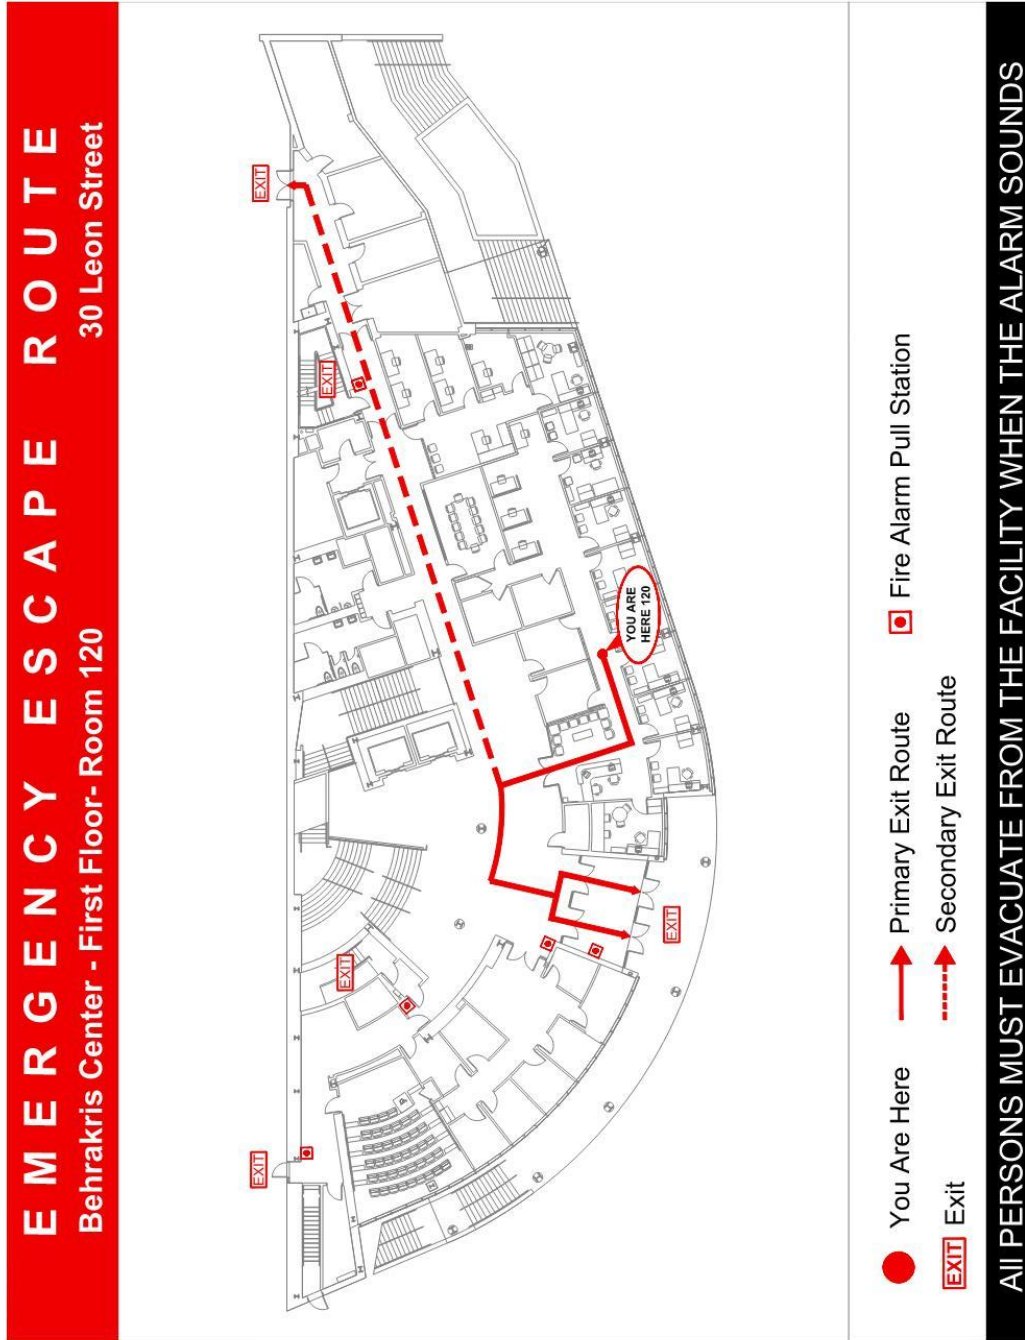 EMERGENCY ESCAPE ROUTE
Behrakis Center - First Floor- Room 120
30 Leon Street
EXIT
EXIT
EXIT
EXIT
EXIT
YOU ARE
HERE 120
You Are Here
Primary Exit Route
Fire Alarm Pull Station
EXIT Exit
Secondary Exit Route
All PERSONS MUST EVACUATE FROM THE FACILITY WHEN THE ALARM SOUNDS